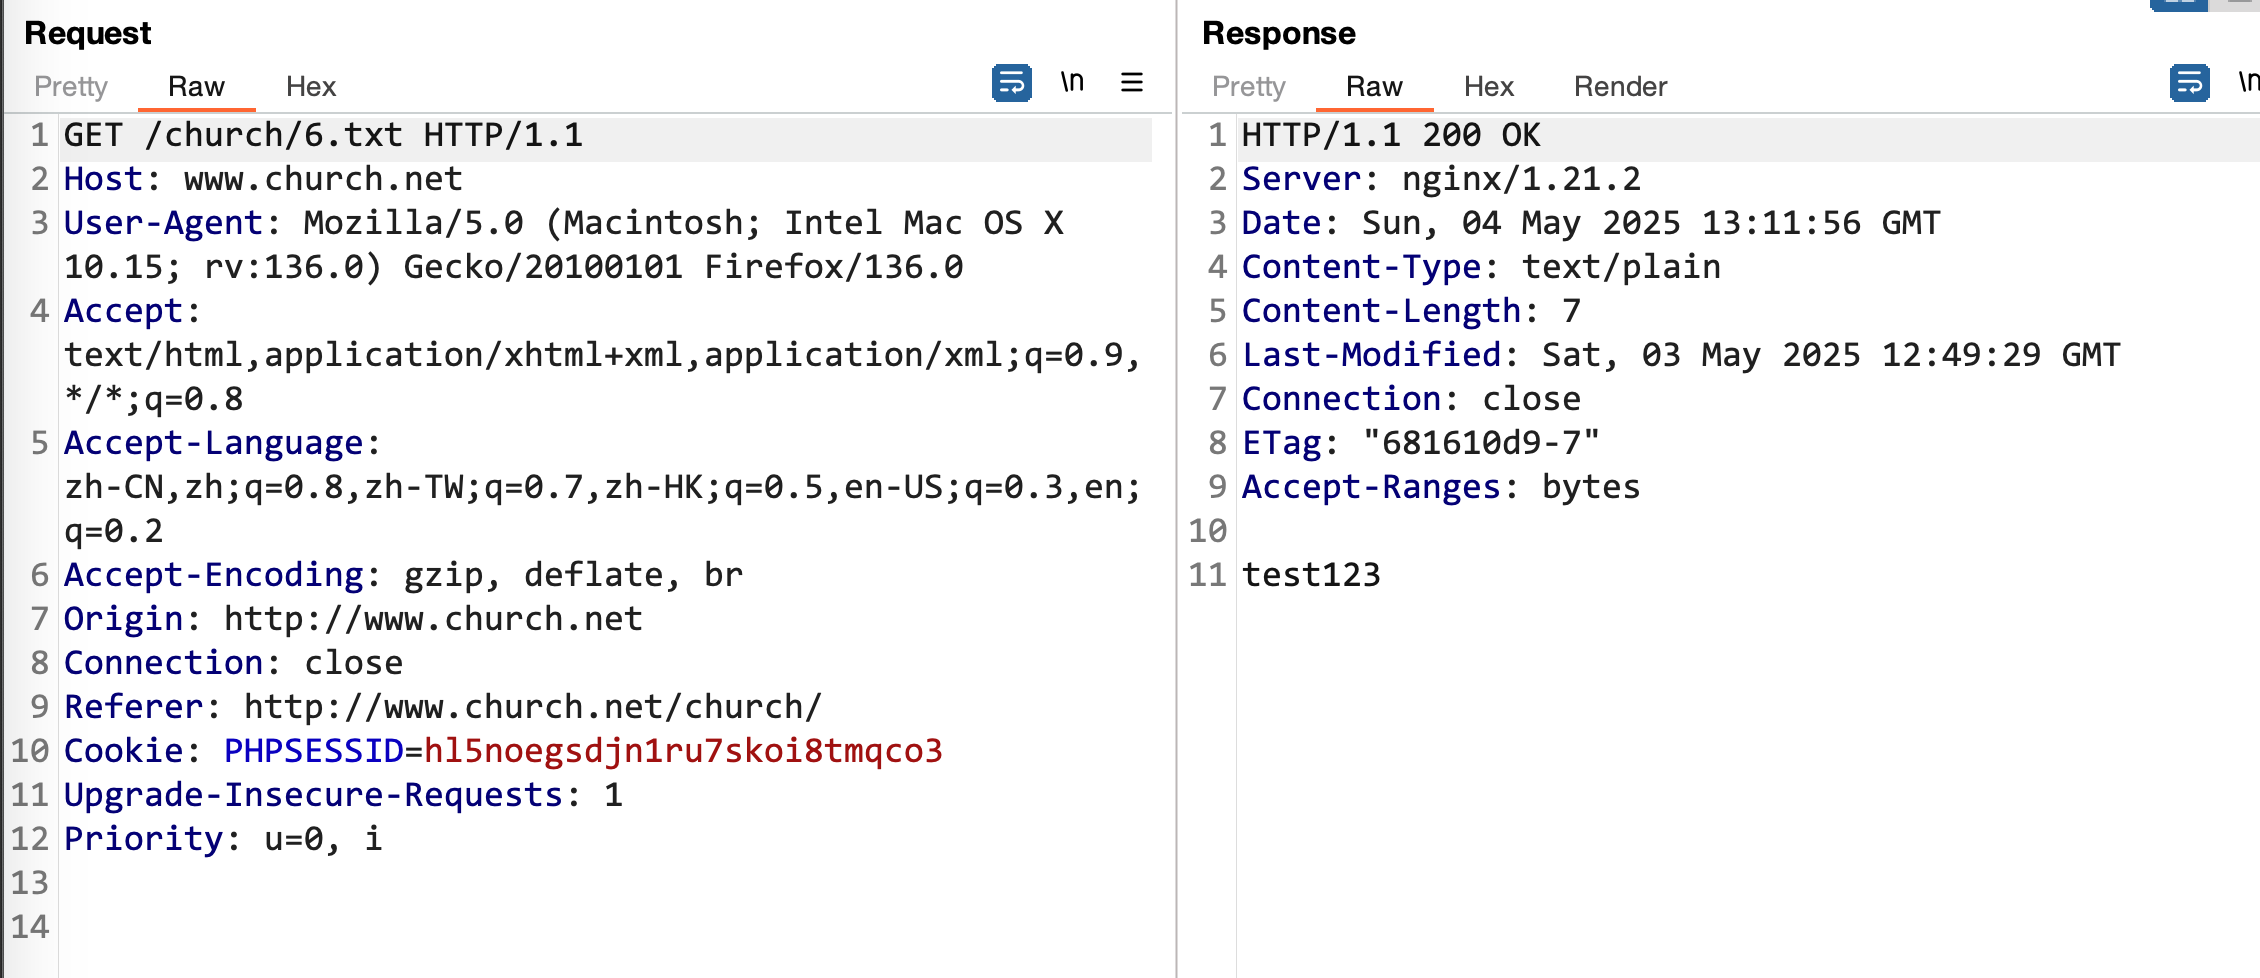 Request
Pretty Raw Hex \n
1 GET /church/6.txt HTTP/1.1
2 Host: www.church.net
3 User-Agent: Mozilla/5.0 (Macintosh; Intel Mac OS X
10.15; rv:136.0) Gecko/20100101 Firefox/136.0
4 Accept:
text/html,application/xhtml+xml,application/xml;q=0.9,
*/*;q=0.8
5 Accept-Language:
zh-CN,zh;q=0.8,zh-TW;q=0.7,zh-HK;q=0.5,en-US;q=0.3,en;
q=0.2
6 Accept-Encoding: gzip, deflate, br
7 Origin: http://www.church.net
8 Connection: close
9 Referer: http://www.church.net/church/
10 Cookie: PHPSESSID=hl5noegsdjn1ru7skoi8tmqco3
11 Upgrade-Insecure-Requests: 1
12 Priority: u=0, i
13
14
Response
Pretty Raw Hex Render \n
1 HTTP/1.1 200 OK
2 Server: nginx/1.21.2
3 Date: Sun, 04 May 2025 13:11:56 GMT
4 Content-Type: text/plain
5 Content-Length: 7
6 Last-Modified: Sat, 03 May 2025 12:49:29 GMT
7 Connection: close
8 ETag: "681610d9-7"
9 Accept-Ranges: bytes
10
11 test123